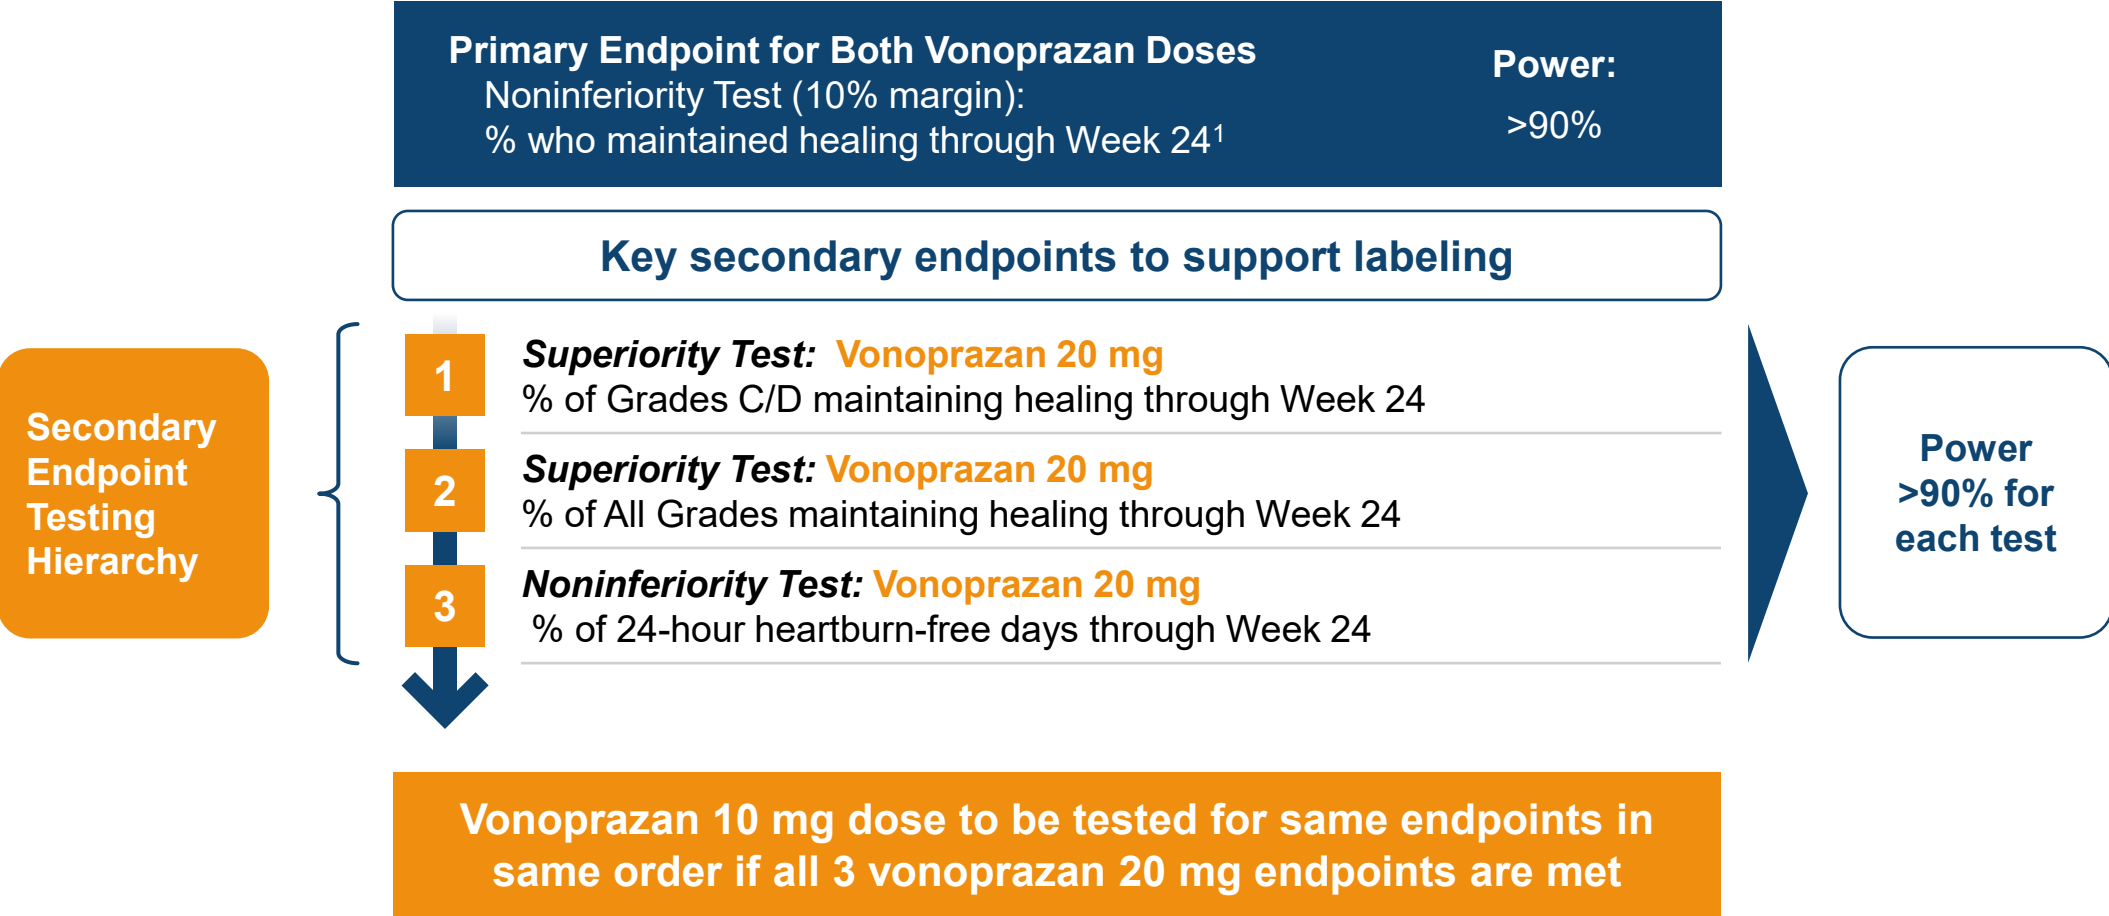 Primary Endpoint for Both Vonoprazan Doses
Noninferiority Test (10% margin):
% who maintained healing through Week 24¹
Power:
>90%
Key secondary endpoints to support labeling
Secondary
Endpoint
Testing
Hierarchy
1
Superiority Test: Vonoprazan 20 mg
% of Grades C/D maintaining healing through Week 24
2
Superiority Test: Vonoprazan 20 mg
% of All Grades maintaining healing through Week 24
3
Noninferiority Test: Vonoprazan 20 mg
% of 24-hour heartburn-free days through Week 24
Power
>90% for
each test
Vonoprazan 10 mg dose to be tested for same endpoints in
same order if all 3 vonoprazan 20 mg endpoints are met